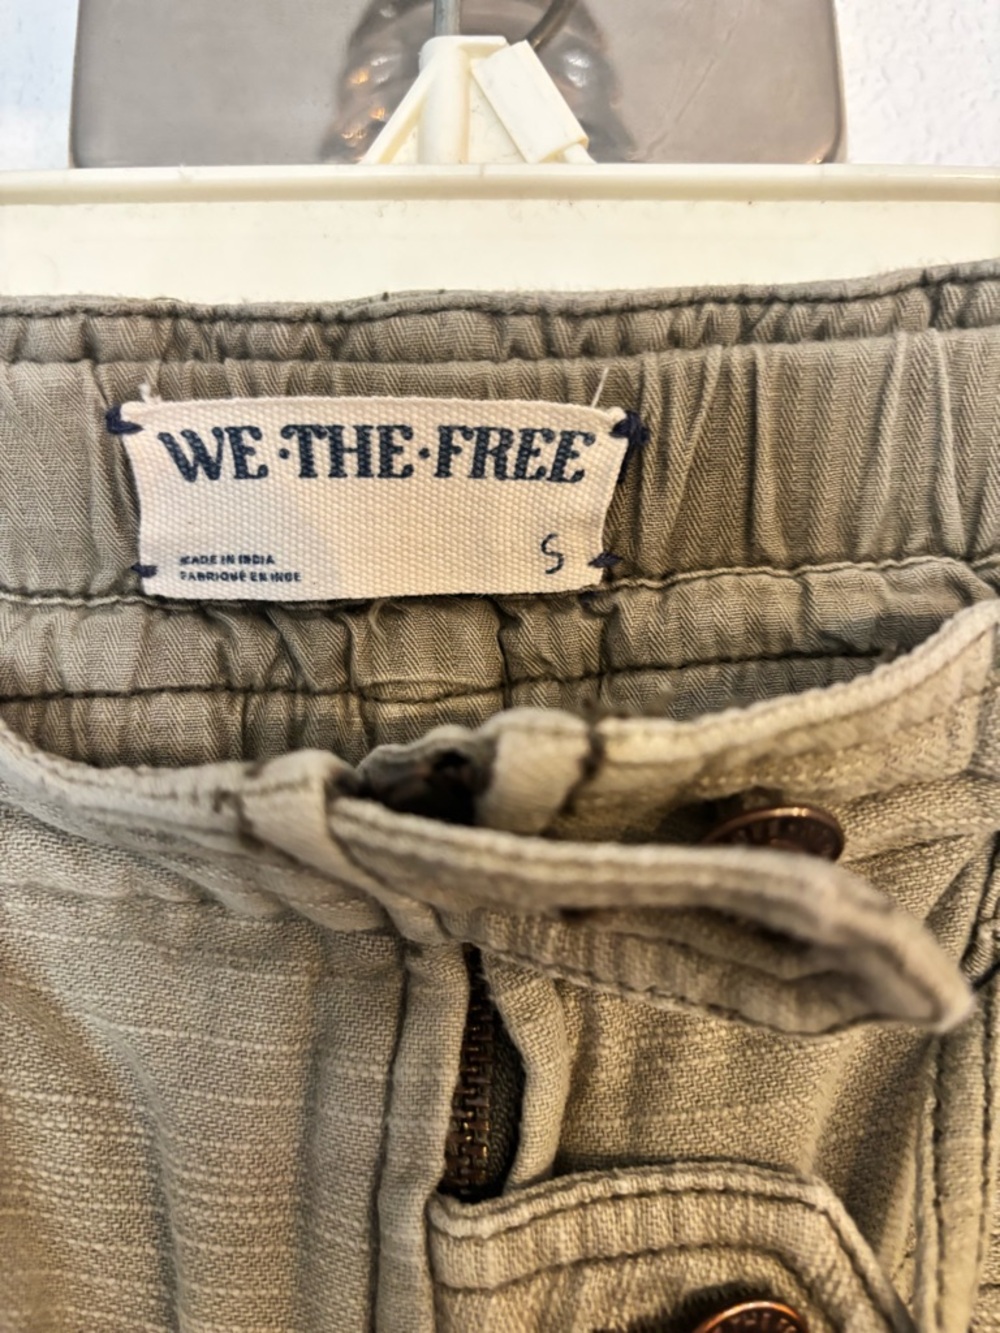 WE·THE·FREE
MADE IN INDIA
FABRIQUÉ EN INDE
S